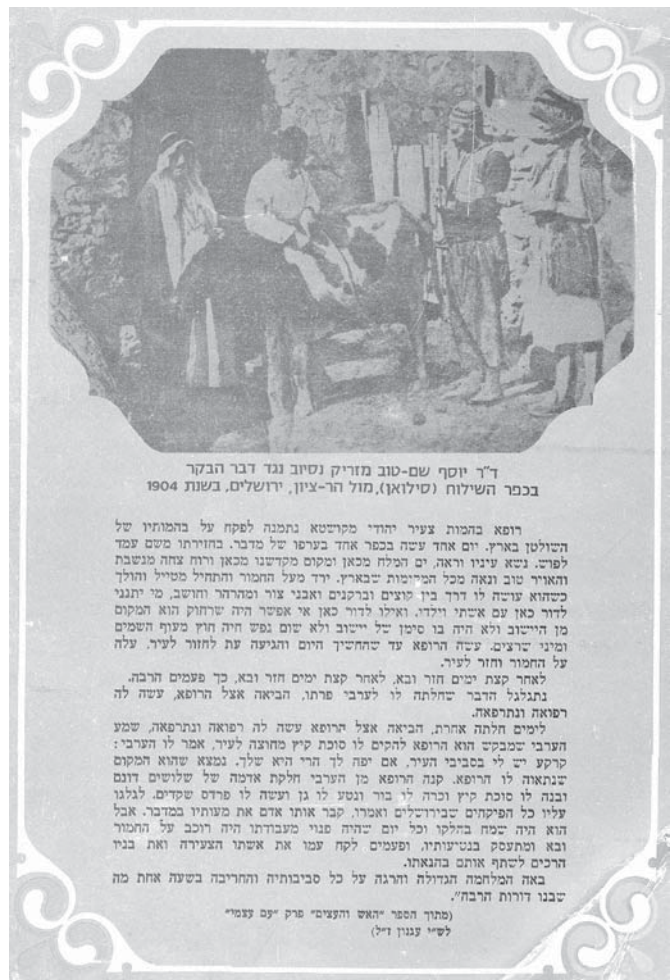 ד"ר יוסף שם-טוב מזריק נסיוב נגד דבר הבקר
בכפר השילוח (סילואן), מול הר-ציון, ירושלים, בשנת 1904
רופא בהמות צעיר יהודי מקושטא נתמנה לפקח על בהמותיו של
השולטן בארץ. יום אחד עשה בכפר אחד בערפו של מדבר. בחזירתו משם עמד
לפוש. נשא עיניו וראה, ים המלח מכאן ומקום מקדשנו מכאן ורוח צחה מנשבת
והאויר טוב ונאה מכל המקומות שבארץ. ירד מעל החמור והתחיל מטייל והולך
כשהוא עושה לו דרך בין קוצים וברקנים ואבני צור ומהרהר וחושב, מי יתנני
לדור כאן עם אשתי וילדי. ואילו לדור כאן אי אפשר היה שרחוק הוא המקום
מן היישוב ולא היה בו סימן של יישוב ולא שום נפש חיה חוץ מעוף השמים
ומיני שרצים. עשה הרופא עד שהחשיך היום והגיעה עת לחזור לעיר. עלה
על החמור וחזר לעיר.
לאחר קצת ימים חזר ובא, לאחר קצת ימים חזר ובא, כך פעמים הרבה.
נתגלגל הדבר שחלתה לו לערבי פרתו, הביאה אצל הרופא, עשה לה
רפואה ונתרפאה.
לימים חלתה אחרת, הביאה אצל הרופא עשה לה רפואה ונתרפאה, שמע
הערבי שמבקש הוא הרופא להקים לו סוכת קיץ מחוצה לעיר, אמר לו הערבי :
קרקע יש לי בסביבי העיר, אם יפה לך הרי היא שלך. נמצא שהוא המקום
שנתאוה לו הרופא. קנה הרופא מן הערבי חלקת אדמה של שלושים דונם
ובנה לו סוכת קיץ וכרה לו בור ונטע לו גן ועשה לו פרדס שקדים. לגלגו
עליו כל הפיקחים שבירושלים ואמרו, קבר אותו אדם את מעותיו במדבר. אבל
הוא היה שמח בחלקו וכל יום שהיה פנוי מעבודתו היה רוכב על החמור
ובא ומתעסק בנטיעותיו, ופעמים לקח עמו את אשתו הצעירה ואת בניו
הרכים לשתף אותם בהנאתו.
באה המלחמה הגדולה והרגה על כל סביבותיה והחריבה בשעה אחת מה
שבנו דורות הרבה".
(מתוך הספר "האש והעצים" פרק "עם עצמי"
לש"י עגנון ז"ל)